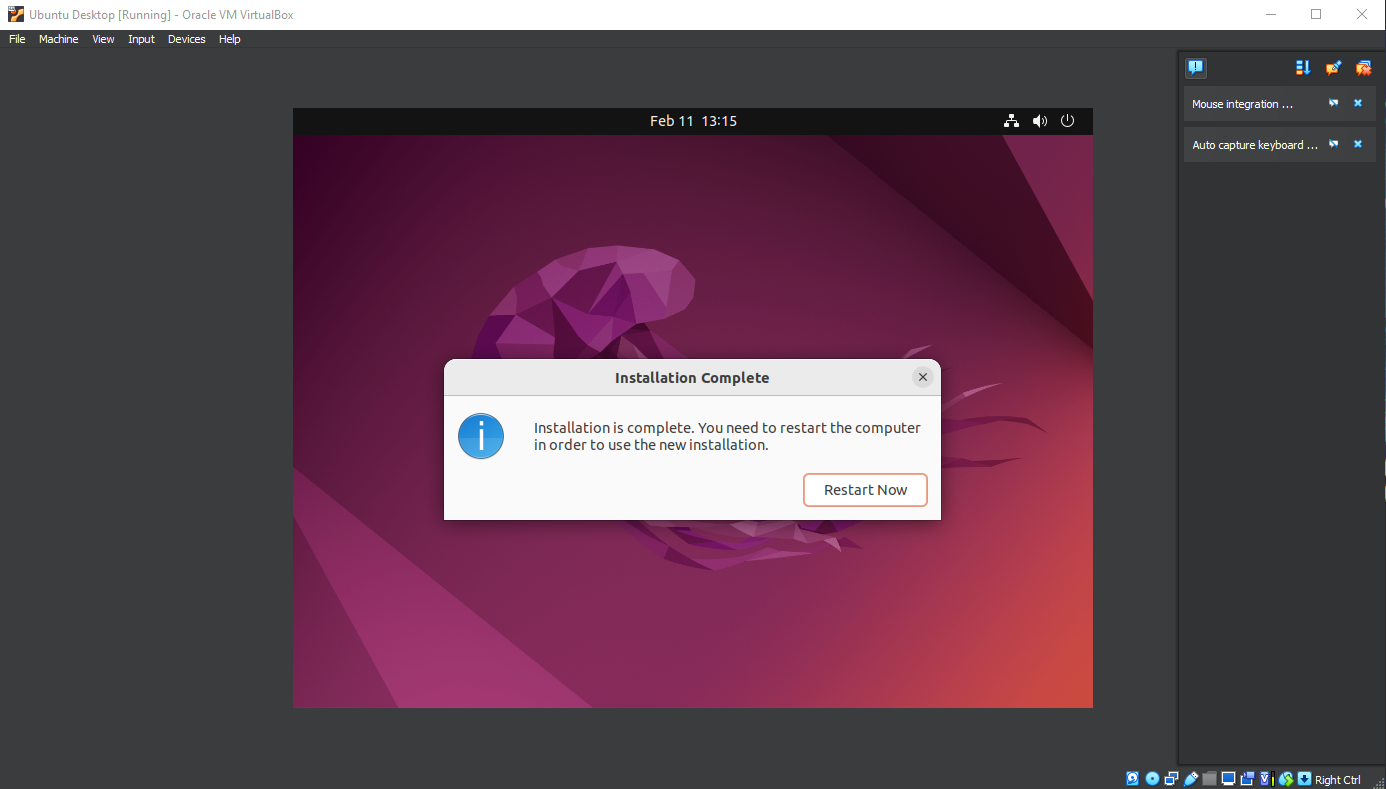 Ubuntu Desktop [Running] - Oracle VM VirtualBox
File Machine View Input Devices Help
Mouse integration ...
Auto capture keyboard ...
Feb 11 13:15
Installation Complete
Installation is complete. You need to restart the computer
in order to use the new installation.
Restart Now
Right Ctrl